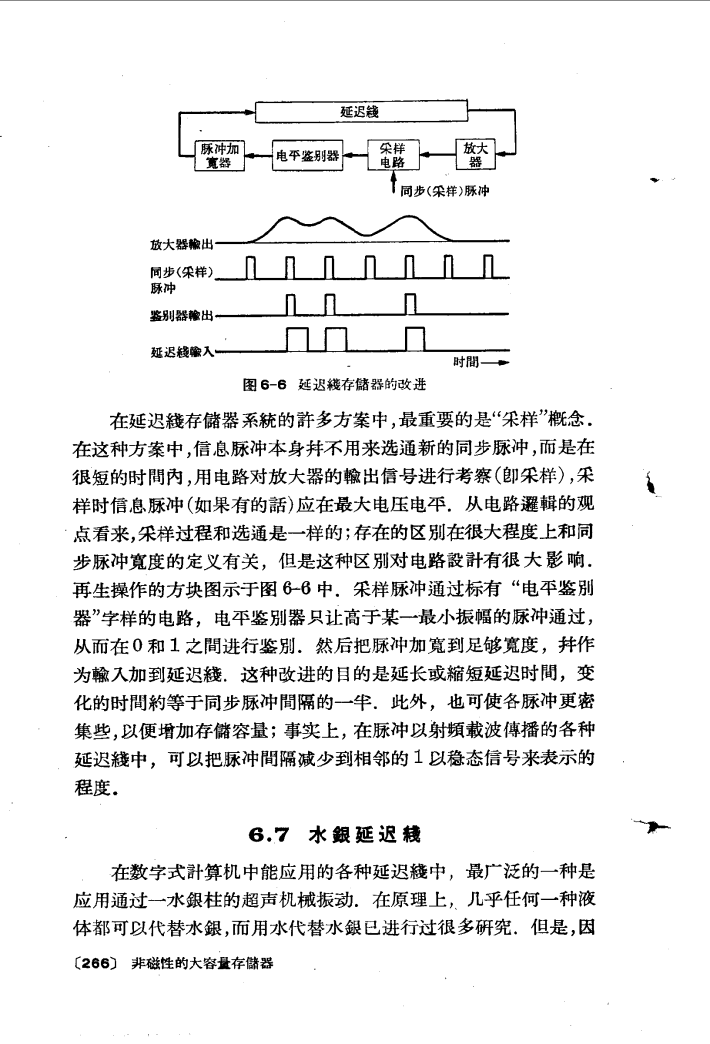 延迟綫
脉冲加
寬器
电平鉴别器
采样
电路
放大
器
同步(采样)脉冲
放大器輸出
同步(采样)
脉冲
鉴别器輸出
延迟綫輸入
时間
图6-6 延迟綫存儲器的改进
在延迟綫存儲器系統的許多方案中,最重要的是“采样”概念.
在这种方案中,信息脉冲本身幷不用来选通新的同步脉冲,而是在
很短的时間內,用电路对放大器的輸出信号进行考察(卽采样),采
样时信息脉冲(如果有的話)应在最大电压电平. 从电路邏輯的观
点看来,采样过程和选通是一样的;存在的区别在很大程度上和同
步脉冲寬度的定义有关, 但是这种区别对电路設計有很大影响.
再生操作的方块图示于图6-6中. 采样脉冲通过标有“电平鉴别
器”字样的电路, 电平鉴别器只让高于某一最小振幅的脉冲通过,
从而在0和1之間进行鉴别. 然后把脉冲加寬到足够寬度, 幷作
为輸入加到延迟綫. 这种改进的目的是延长或縮短延迟时間, 变
化的时間約等于同步脉冲間隔的一半. 此外, 也可使各脉冲更密
集些,以便增加存儲容量; 事实上, 在脉冲以射頻載波傳播的各种
延迟綫中, 可以把脉冲間隔减少到相邻的1以稳态信号来表示的
程度.
6.7 水銀延迟綫
在数字式計算机中能应用的各种延迟綫中, 最广泛的一种是
应用通过一水銀柱的超声机械振动. 在原理上, 几乎任何一种液
体都可以代替水銀,而用水代替水銀已进行过很多研究. 但是,因
〔266〕 非磁性的大容量存儲器